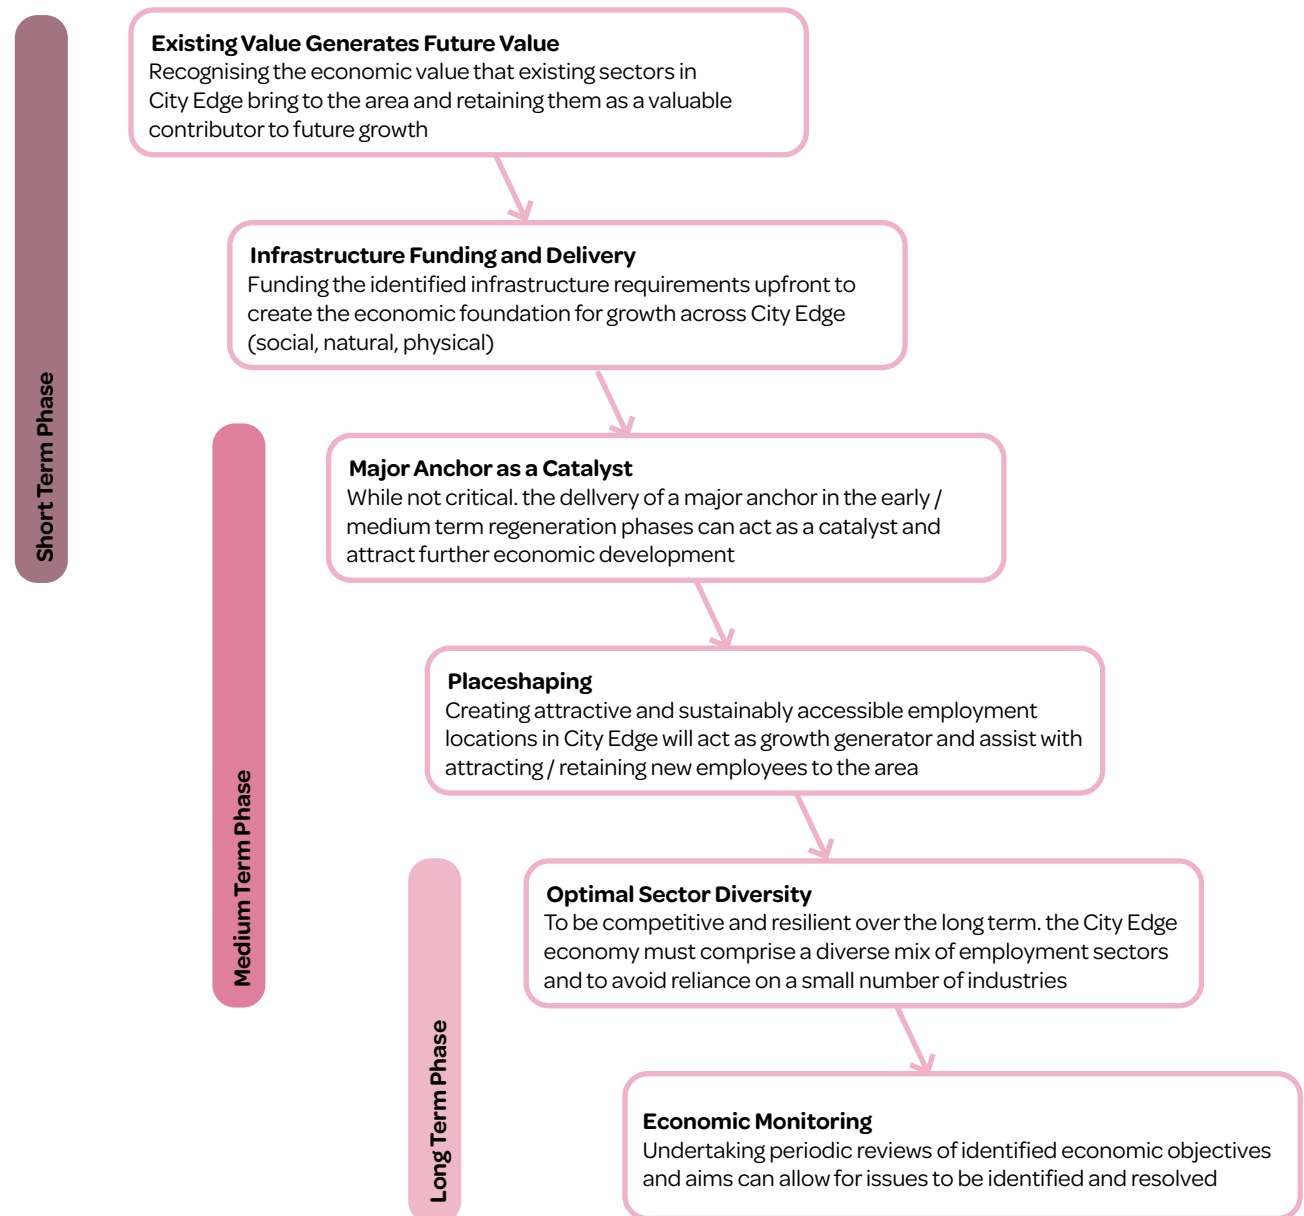 Existing Value Generates Future Value
Recognising the economic value that existing sectors in
City Edge bring to the area and retaining them as a valuable
contributor to future growth
Infrastructure Funding and Delivery
Funding the identified infrastructure requirements upfront to
create the economic foundation for growth across City Edge
(social, natural, physical)
Short Term Phase
Major Anchor as a Catalyst
While not critical. the dellvery of a major anchor in the early /
medium term regeneration phases can act as a catalyst and
attract further economic development
Placeshaping
Creating attractive and sustainably accessible employment
locations in City Edge will act as growth generator and assist with
attracting / retaining new employees to the area
Medium Term Phase
Optimal Sector Diversity
To be competitive and resilient over the long term. the City Edge
economy must comprise a diverse mix of employment sectors
and to avoid reliance on a small number of industries
Long Term Phase
Economic Monitoring
Undertaking periodic reviews of identified economic objectives
and aims can allow for issues to be identified and resolved